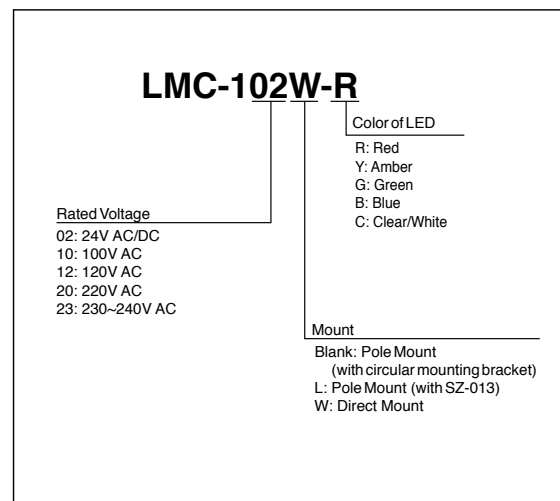 LMC-102W-R
Color of LED
R: Red
Y: Amber
G: Green
B: Blue
C: Clear/White
Rated Voltage
02: 24V AC/DC
10: 100V AC
12: 120V AC
20: 220V AC
23: 230~240V AC
Mount
Blank: Pole Mount
(with circular mounting bracket)
L: Pole Mount (with SZ-013)
W: Direct Mount